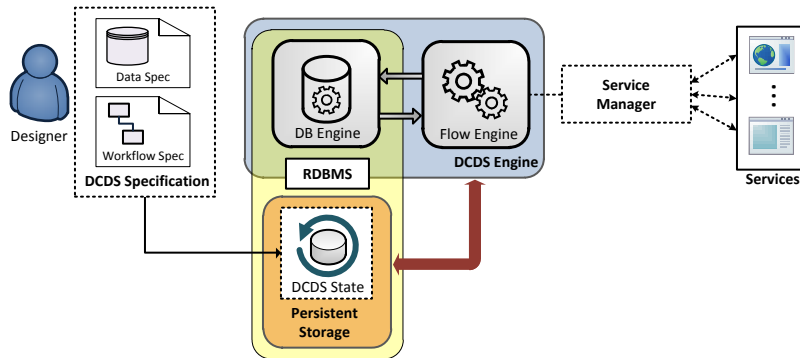 Designer
Data Spec
Workflow Spec
DCDS Specification
DB Engine
Flow Engine
DCDS Engine
RDBMS
DCDS State
Persistent
Storage
Service
Manager
Services